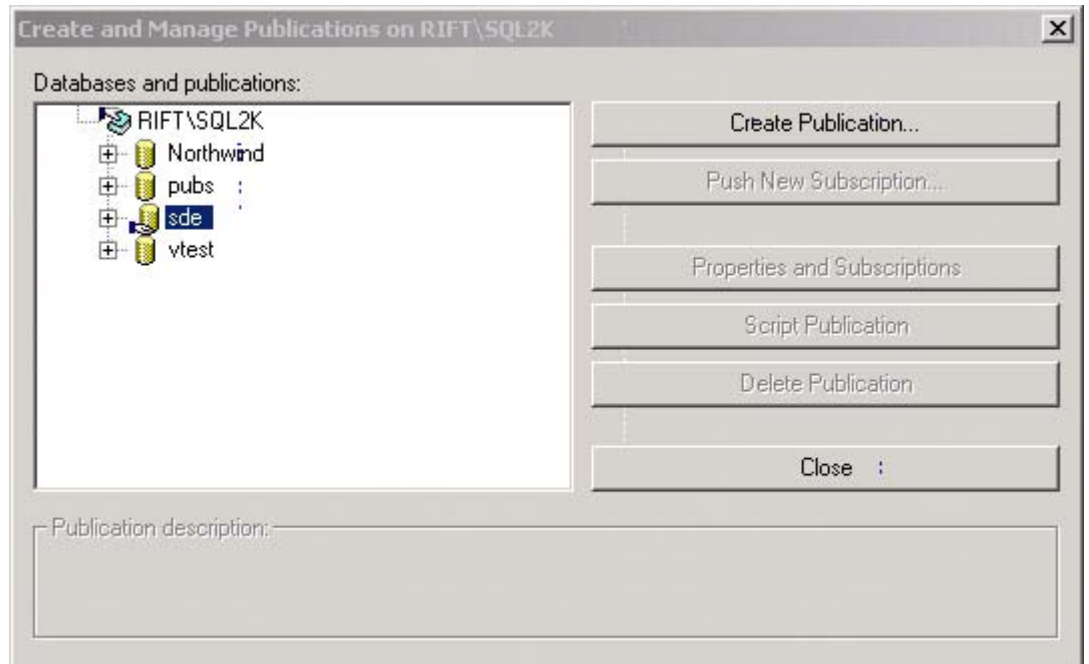 Create and Manage Publications on RIFT\SQL2K
Databases and publications:
RIFT\SQL2K
Northwind
pubs
sde
vtest
Create Publication...
Push New Subscription...
Properties and Subscriptions
Script Publication
Delete Publication
Close
Publication description: